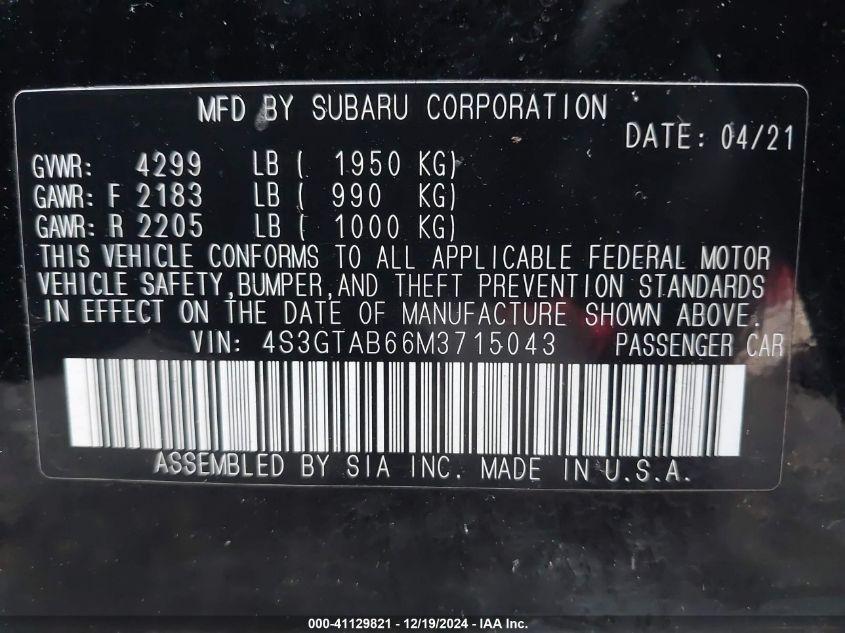 MFD BY SUBARU CORPORATION
DATE: 04/21
GVWR: 4299 LB ( 1950 KG)
GAWR: F 2183 LB ( 990 KG)
GAWR: R 2205 LB ( 1000 KG)
THIS VEHICLE CONFORMS TO ALL APPLICABLE FEDERAL MOTOR
VEHICLE SAFETY,BUMPER,AND THEFT PREVENTION STANDARDS
IN EFFECT ON THE DATE OF MANUFACTURE SHOWN ABOVE.
VIN: 4S3GTAB66M3715043 PASSENGER CAR
ASSEMBLED BY SIA INC. MADE IN U.S.A.
000-41129821 - 12/19/2024 - IAA Inc.